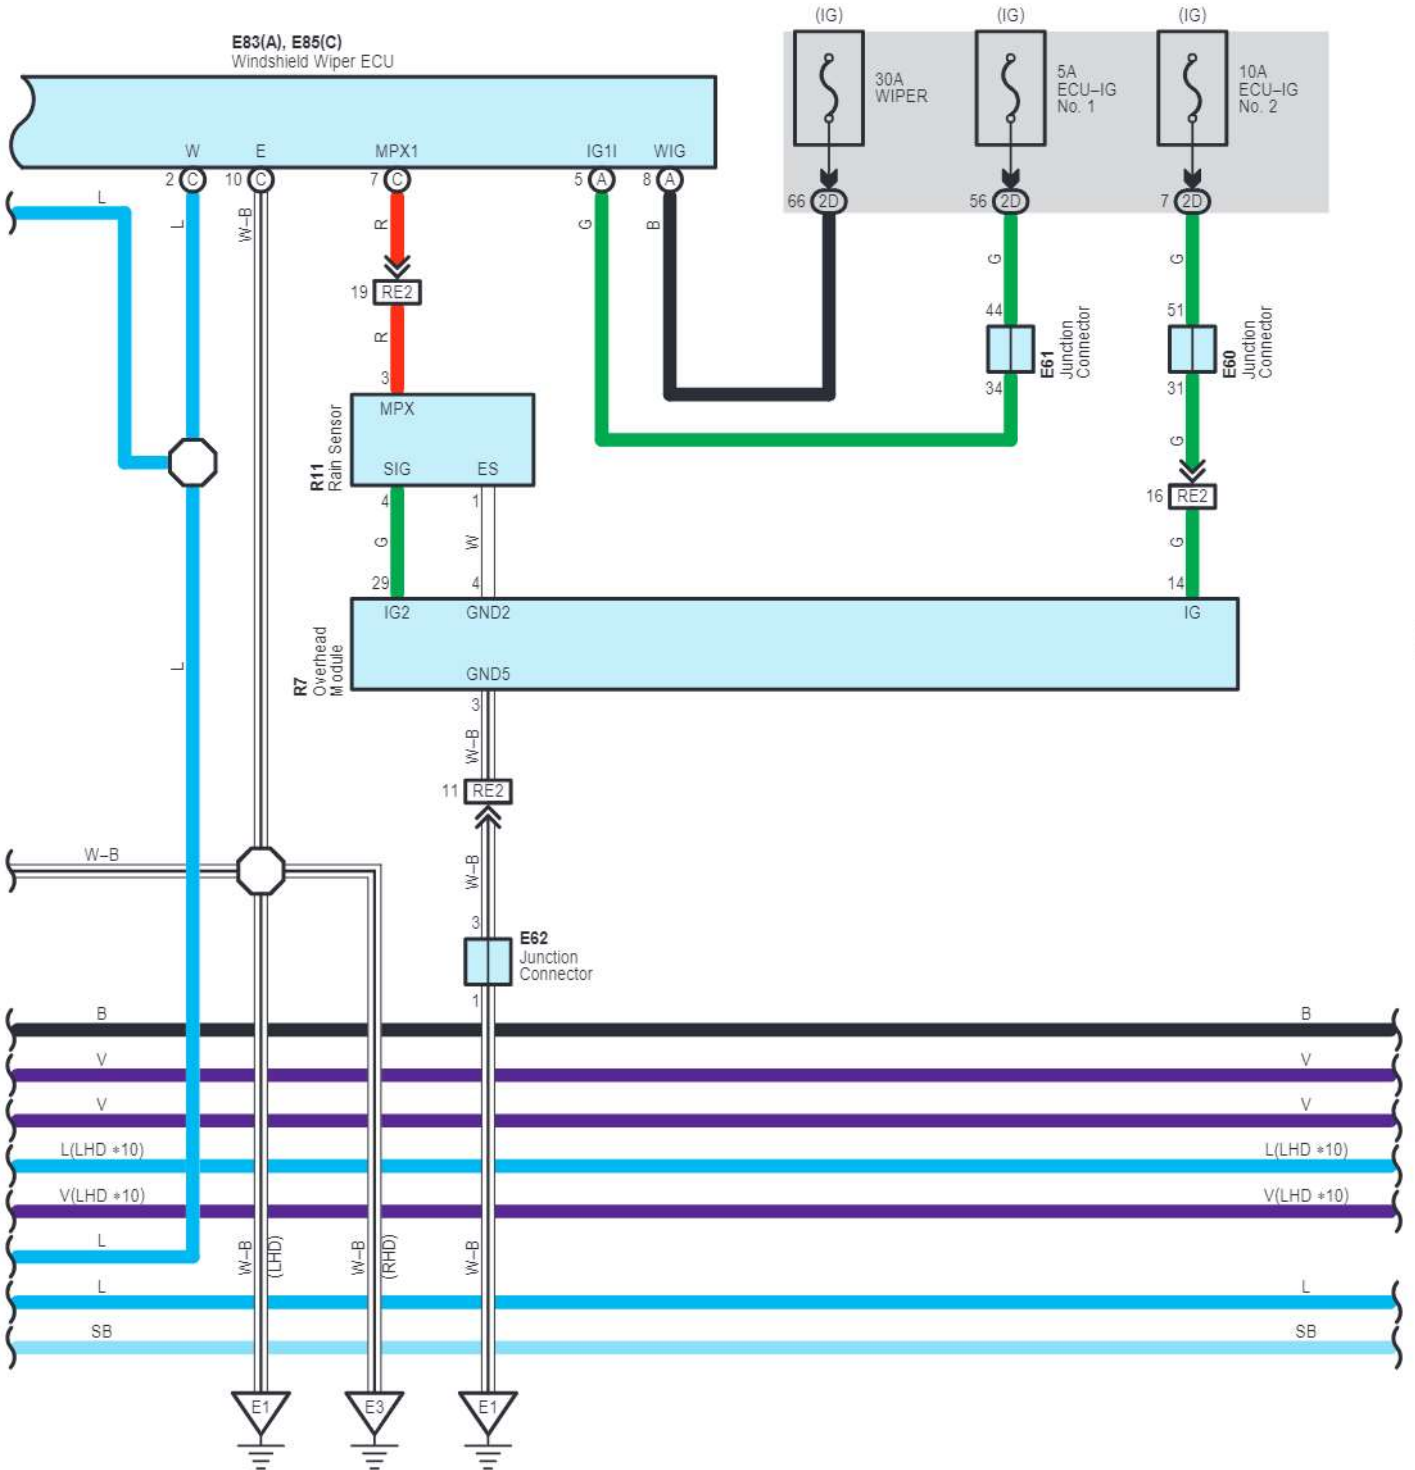 (IG)
(IG)
(IG)
E83(A), E85(C)
Windshield Wiper ECU
30A
WIPER
5A
ECU–IG
No. 1
10A
ECU–IG
No. 2
W
E
MPX1
IG1I
WIG
2 C
10 C
7 C
5 A
8 A
66 2D
56 2D
7 2D
L
L
W–B
R
G
B
G
G
19 RE2
44
51
E61
Junction
Connector
E60
Junction
Connector
R
34
31
3
MPX
R11
Rain Sensor
SIG
ES
G
4
1
16 RE2
G
W
G
29
4
14
IG2
GND2
IG
R7
Overhead
Module
GND5
L
3
W–B
11 RE2
W–B
W–B
3
E62
Junction
Connector
1
B
B
V
V
V
V
L(LHD *10)
L(LHD *10)
V(LHD *10)
V(LHD *10)
L
W–B
(LHD)
W–B
(RHD)
W–B
L
L
SB
SB
E1
E3
E1